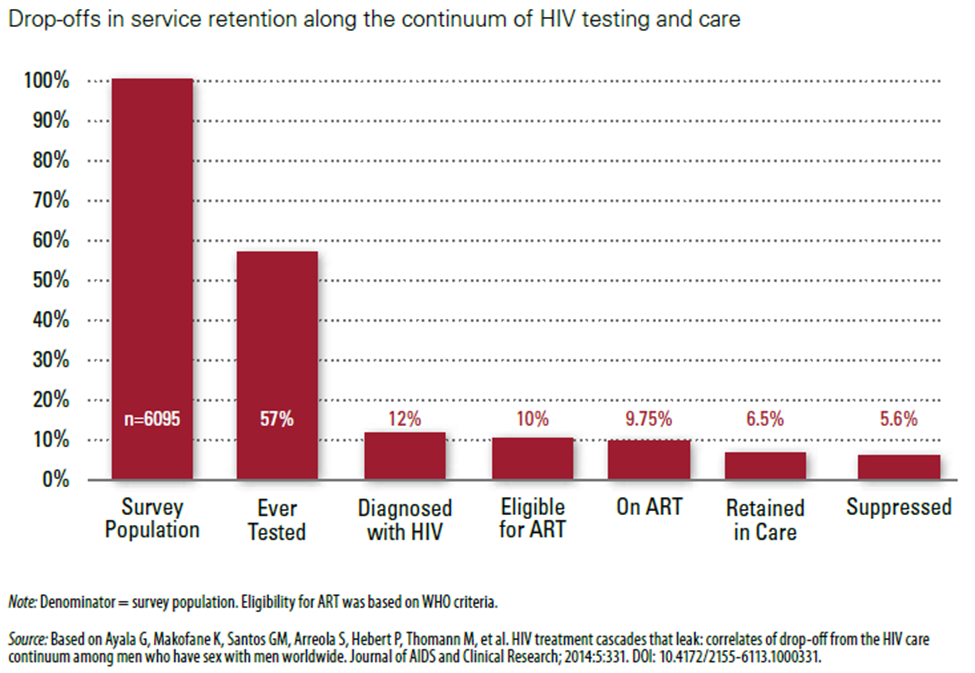 Drop-offs in service retention along the continuum of HIV testing and care
100%
90%
80%
70%
60%
50%
40%
30%
20%
10%
0%
n=6095
57%
12%
10%
9.75%
6.5%
5.6%
Survey
Population
Ever
Tested
Diagnosed
with HIV
Eligible
for ART
On ART
Retained
in Care
Suppressed
Note: Denominator = survey population. Eligibility for ART was based on WHO criteria.
Source: Based on Ayala G, Makofane K, Santos GM, Arreola S, Hebert P, Thomann M, et al. HIV treatment cascades that leak: correlates of drop-off from the HIV care
continuum among men who have sex with men worldwide. Journal of AIDS and Clinical Research; 2014:5:331. DOI: 10.4172/2155-6113.1000331.